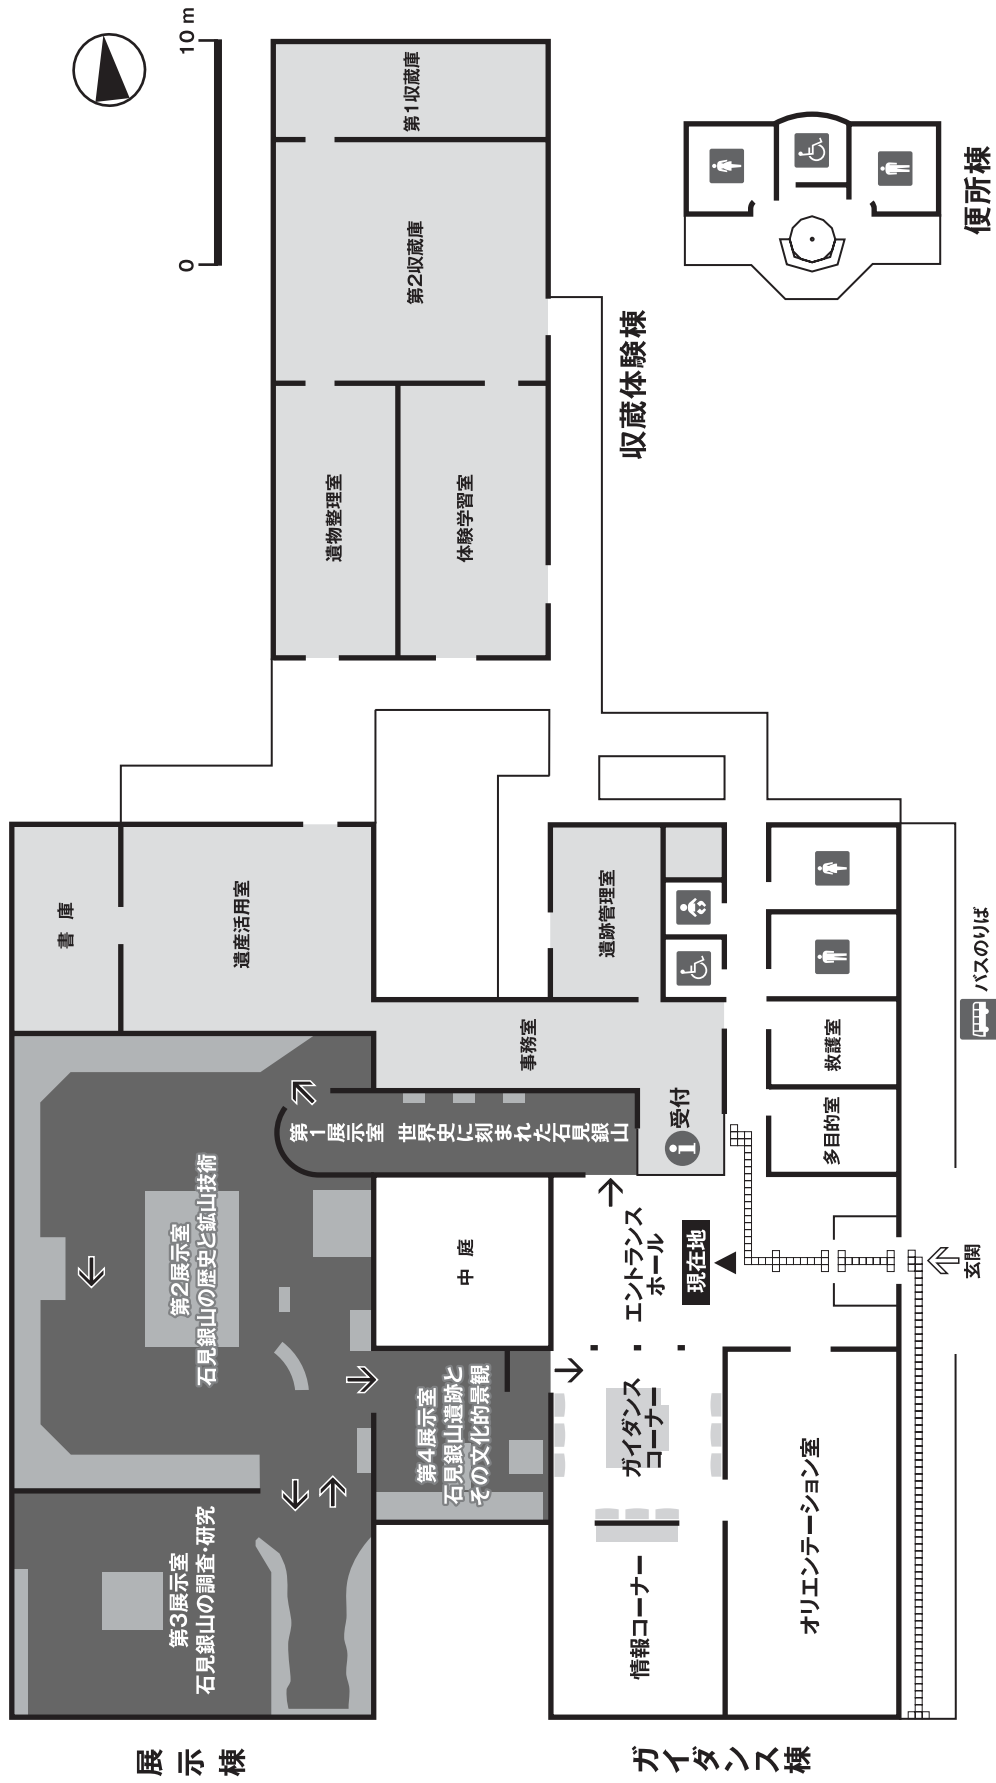 展示棟
第3展示室
石見銀山の調査・研究
第2展示室
石見銀山の歴史と鉱山技術
書庫
遺産活用室
第4展示室
石見銀山遺跡と
その文化的景観
中庭
第1展示室 世界史に刻まれた石見銀山
事務室
遺物整理室
体験学習室
第2収蔵庫
第1収蔵庫
0
10 m
収蔵体験棟
ガイダンス棟
情報コーナー
ガイダンス
コーナー
エントランス
ホール
現在地
受付
遺跡管理室
オリエンテーション室
多目的室
救護室
玄関
バスのりば
便所棟